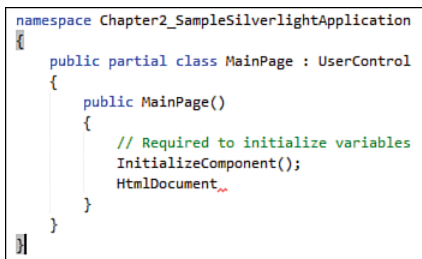 namespace Chapter2_SampleSilverlightApplication
{
    public partial class MainPage : UserControl
    {
        public MainPage()
        {
            // Required to initialize variables
            InitializeComponent();
            HtmlDocument
        }
    }
}